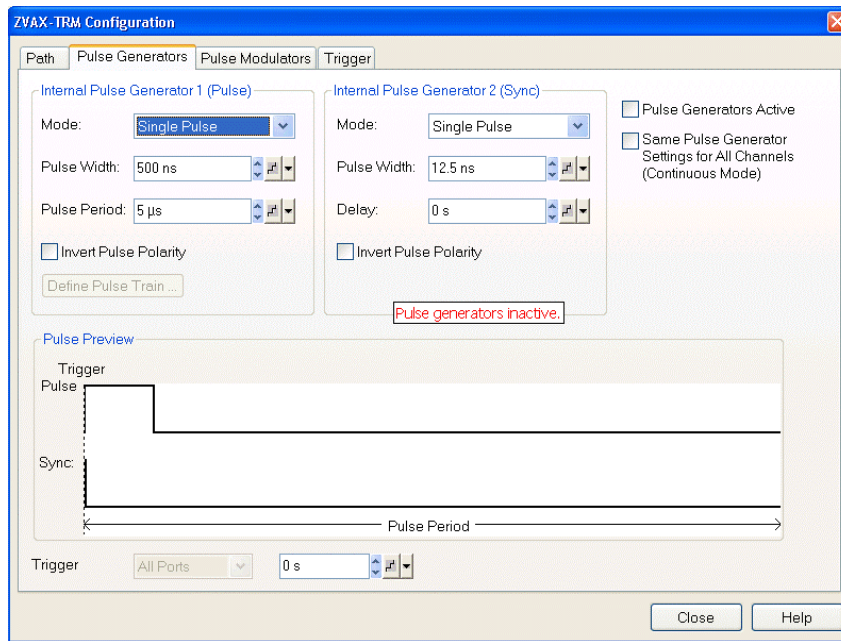 ZVAX-TRM Configuration
Path Pulse Generators Pulse Modulators Trigger
Internal Pulse Generator 1 (Pulse)
Mode: Single Pulse
Pulse Width: 500 ns
Pulse Period: 5 µs
Invert Pulse Polarity
Define Pulse Train ...
Internal Pulse Generator 2 (Sync)
Mode: Single Pulse
Pulse Width: 12.5 ns
Delay: 0 s
Invert Pulse Polarity
Pulse generators inactive.
Pulse Generators Active
Same Pulse Generator
Settings for All Channels
(Continuous Mode)
Pulse Preview
Trigger
Pulse
Sync:
Pulse Period
Trigger All Ports 0 s
Close Help